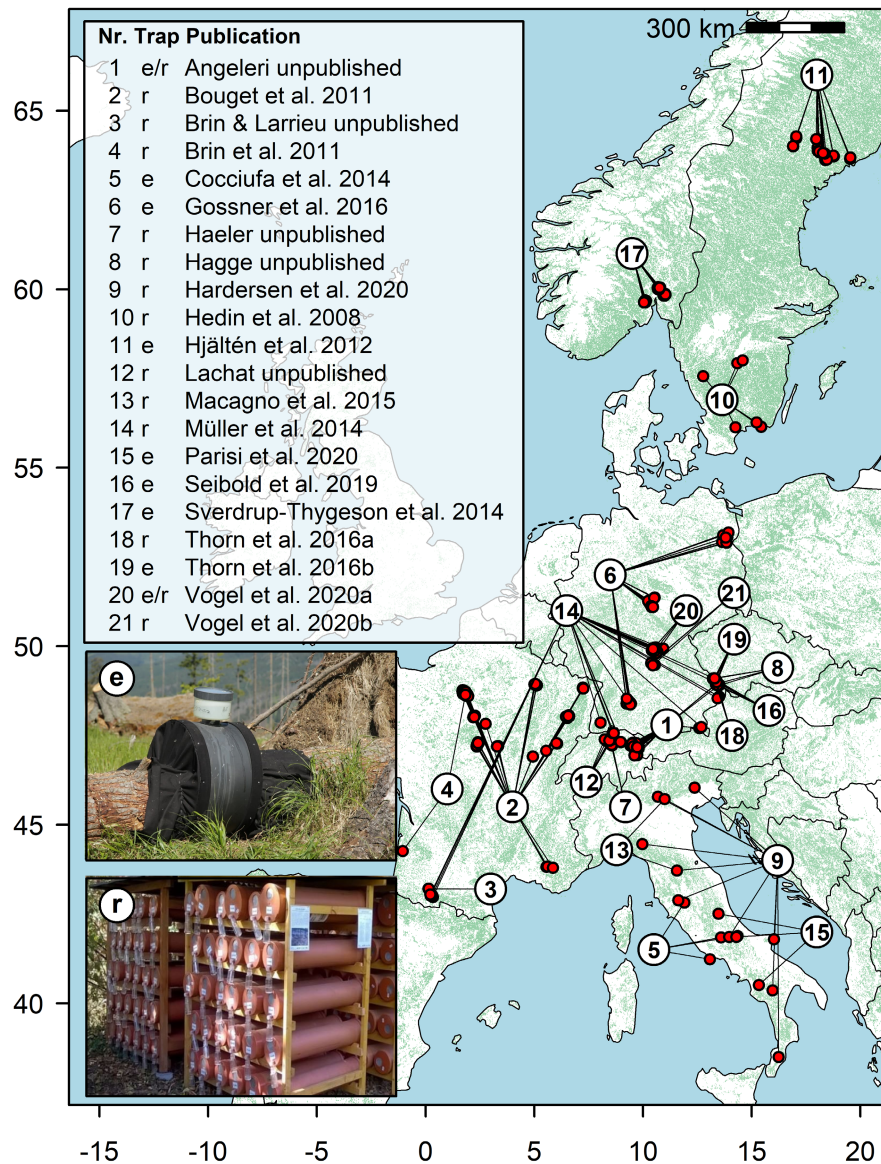 Nr. Trap Publication
1 e/r Angeleri unpublished
2 r Bouget et al. 2011
3 r Brin & Larrieu unpublished
4 r Brin et al. 2011
5 e Cocciufa et al. 2014
6 e Gossner et al. 2016
7 r Haeler unpublished
8 r Hagge unpublished
9 r Hardersen et al. 2020
10 r Hedin et al. 2008
11 e Hjältén et al. 2012
12 r Lachat unpublished
13 r Macagno et al. 2015
14 r Müller et al. 2014
15 e Parisi et al. 2020
16 e Seibold et al. 2019
17 e Sverdrup-Thygeson et al. 2014
18 r Thorn et al. 2016a
19 e Thorn et al. 2016b
20 e/r Vogel et al. 2020a
21 r Vogel et al. 2020b
300 km
11
17
10
6
21
14
20
19
8
16
18
1
12
7
4
2
13
9
3
15
5
e
r
65
60
55
50
45
40
-15 -10 -5 0 5 10 15 20